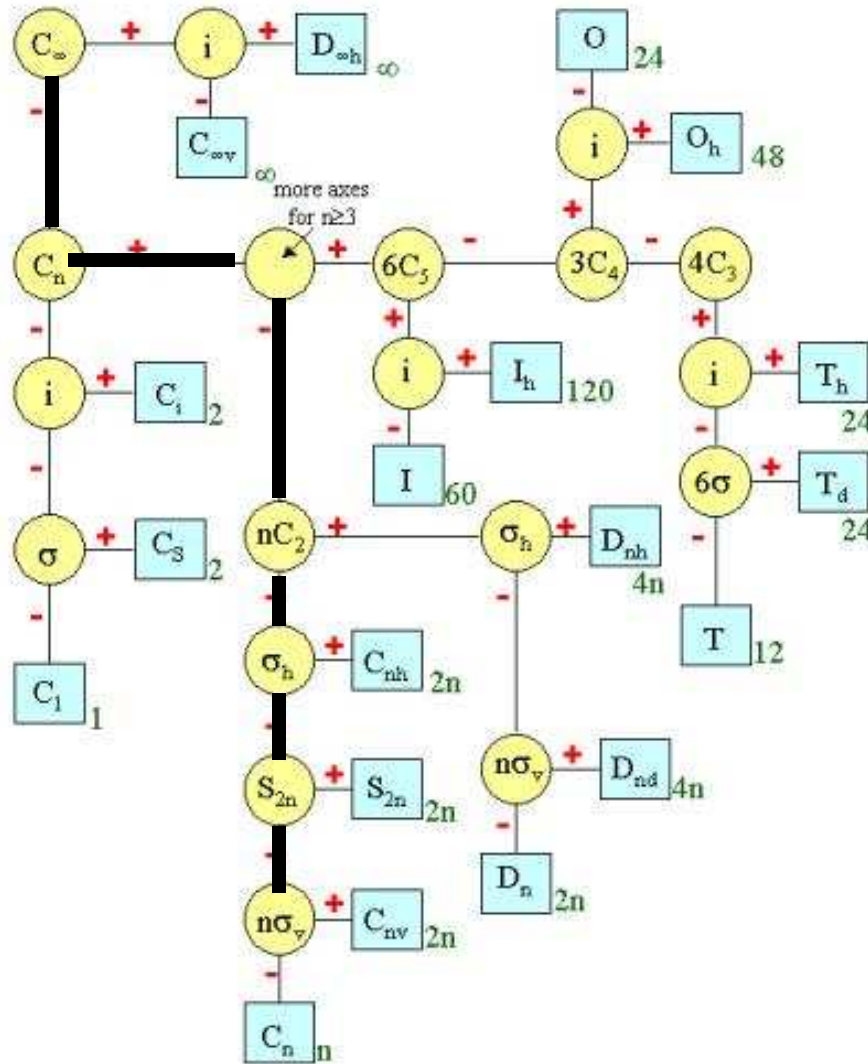 C∞ + i + D∞h ∞
-
-
C∞v ∞
O 24
-
i + Oh 48
+
more axes
for n≥3
Cn + + 6C5 - 3C4 - 4C3
- - + +
i + Ci 2
i + Ih 120
i + Th 24
- - -
I 60
6σ + Td 24
-
T 12
σ + CS 2
-
C1 1
nC2 + σh + Dnh 4n
- -
σh + Cnh 2n
-
S2n + S2n 2n
nσv + Dnd 4n
- -
Dn 2n
nσv + Cnv 2n
-
Cn n